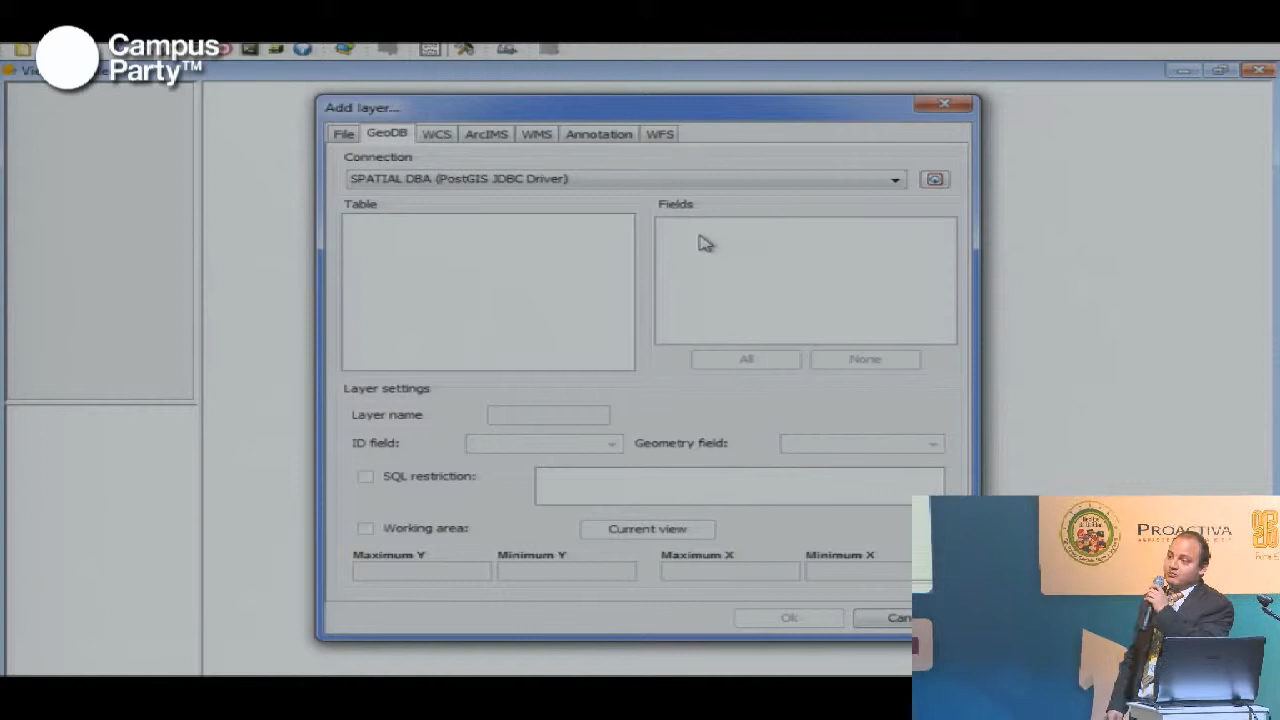 Campus
Party™
Add layer...
File GeoDB WCS ArcIMS WMS Annotation WFS
Connection
SPATIAL DBA (PostGIS JDBC Driver)
Table Fields
All None
Layer settings
Layer name
ID field: Geometry field:
SQL restriction:
Working area: Current view
Maximum Y Minimum Y Maximum X Minimum X
Ok Can
PROACTIVA